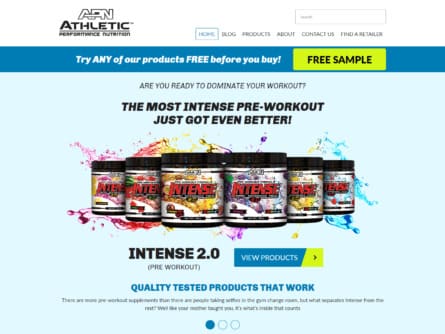 APN
ATHLETIC
PERFORMANCE NUTRITION
search
HOME BLOG PRODUCTS ABOUT CONTACT US FIND A RETAILER
Try ANY of our products FREE before you buy! FREE SAMPLE
ARE YOU READY TO DOMINATE YOUR WORKOUT?
THE MOST INTENSE PRE-WORKOUT
JUST GOT EVEN BETTER!
INTENSE INTENSE INTENSE INTENSE
INTENSE 2.0
(PRE WORKOUT)
VIEW PRODUCTS
QUALITY TESTED PRODUCTS THAT WORK
There are more pre-workout supplements than there are people taking selfies in the gym change room, but what separates Intense from the
rest? Well like your mother taught you, it's what's inside that counts